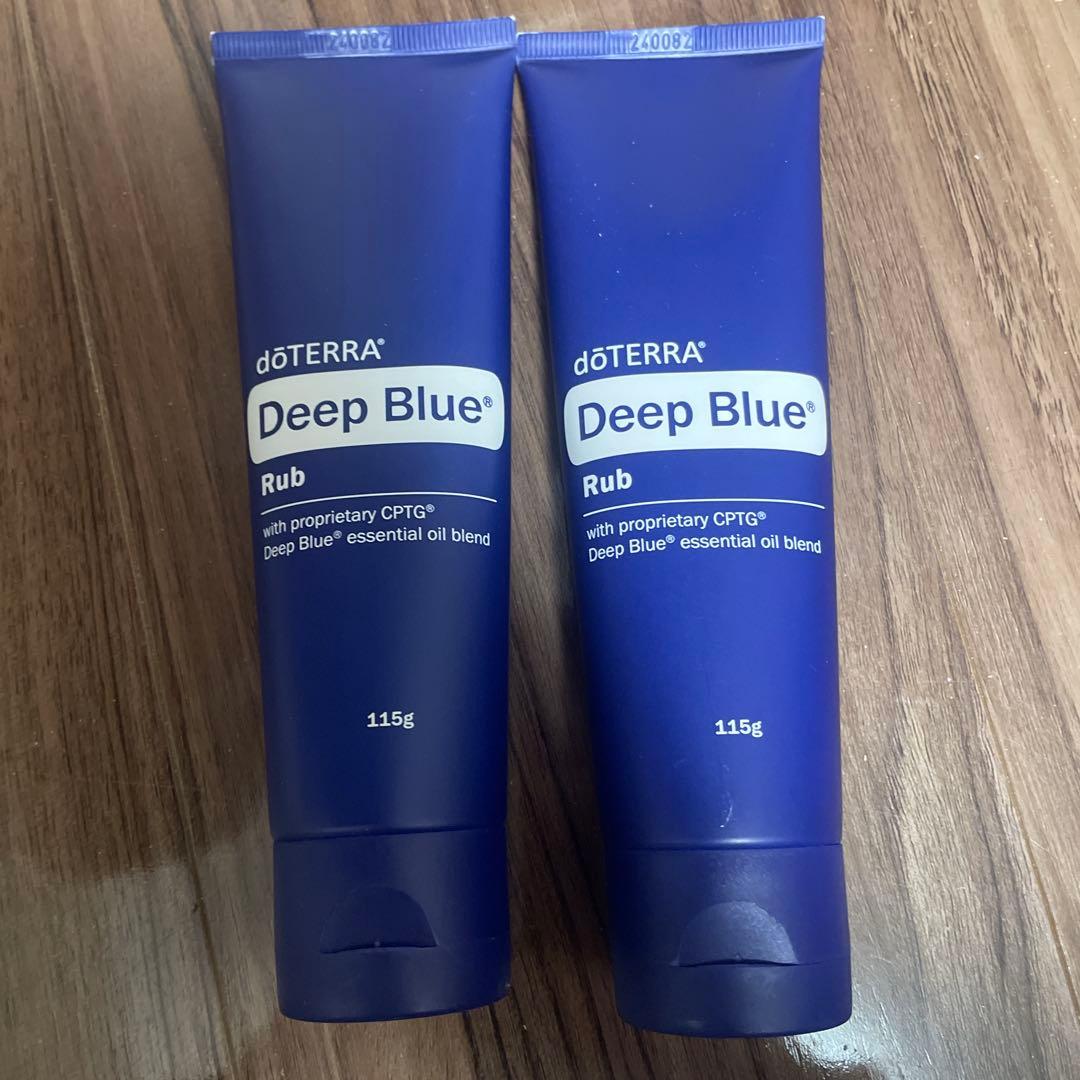 240082
dōTERRA®
Deep Blue®
Rub
with proprietary CPTG®
Deep Blue® essential oil blend
115g
240082
dōTERRA®
Deep Blue®
Rub
with proprietary CPTG®
Deep Blue® essential oil blend
115g